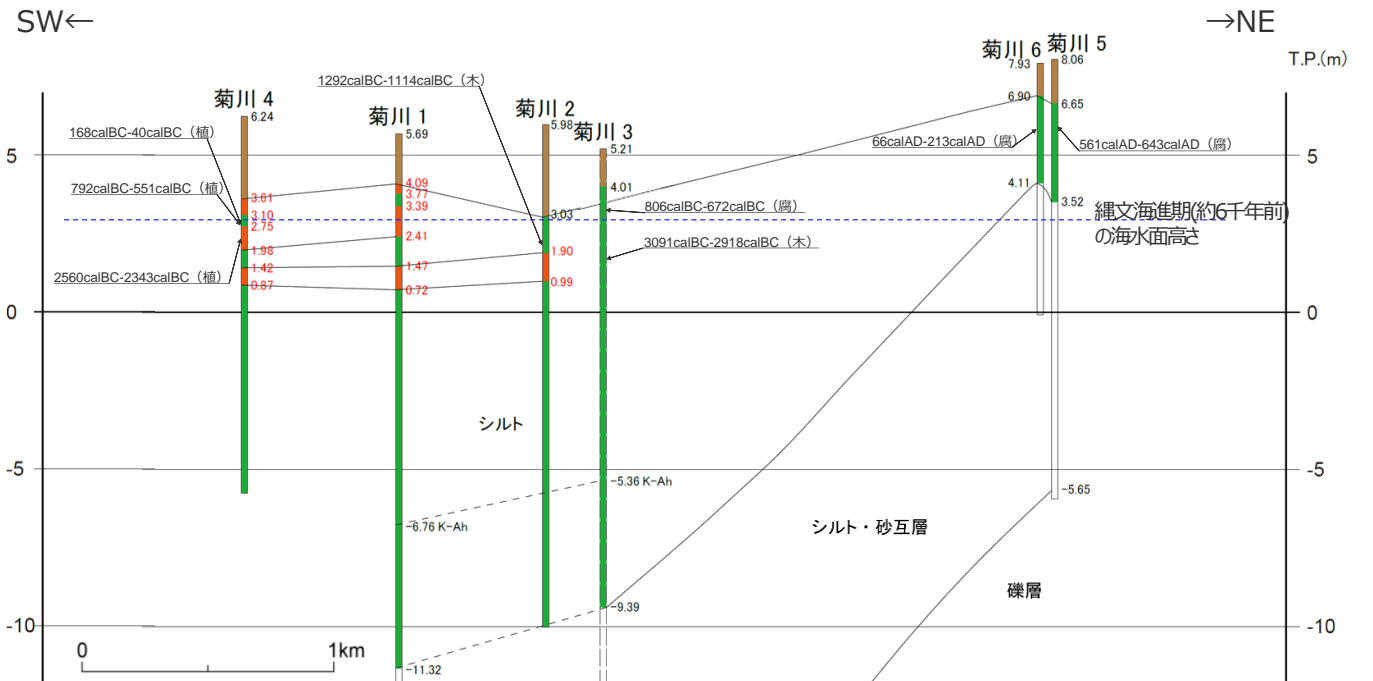 SW←
→NE
菊川 6
菊川 5
T.P.(m)
7.93
8.06
1292calBC-1114calBC（木）
菊川 4
菊川 1
菊川 2
菊川 3
6.24
5.69
5.98
5.21
6.90
6.65
168calBC-40calBC（植）
66calAD-213calAD（腐）
561calAD-643calAD（腐）
5
5
792calBC-551calBC（植）
3.61
4.09
3.77
3.39
3.03
4.01
4.11
3.52
3.10
2.75
806calBC-672calBC（腐）
縄文海進期(約6千年前)
の海水面高さ
2.41
1.98
1.90
3091calBC-2918calBC（木）
2560calBC-2343calBC（植）
1.42
1.47
0.87
0.72
0.99
0
0
シルト
-5
-5
-5.36 K-Ah
-5.65
-6.76 K-Ah
シルト・砂互層
礫層
-9.39
-10
-10
0
1km
-11.32